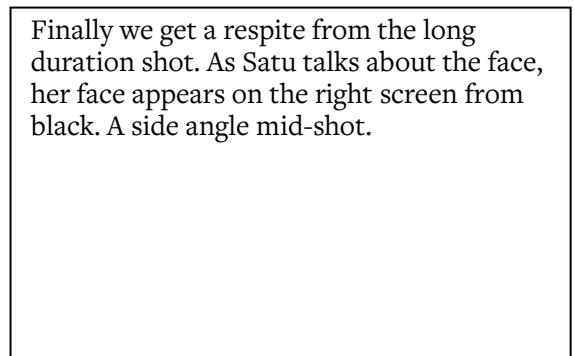 Finally we get a respite from the long
duration shot. As Satu talks about the face,
her face appears on the right screen from
black. A side angle mid-shot.